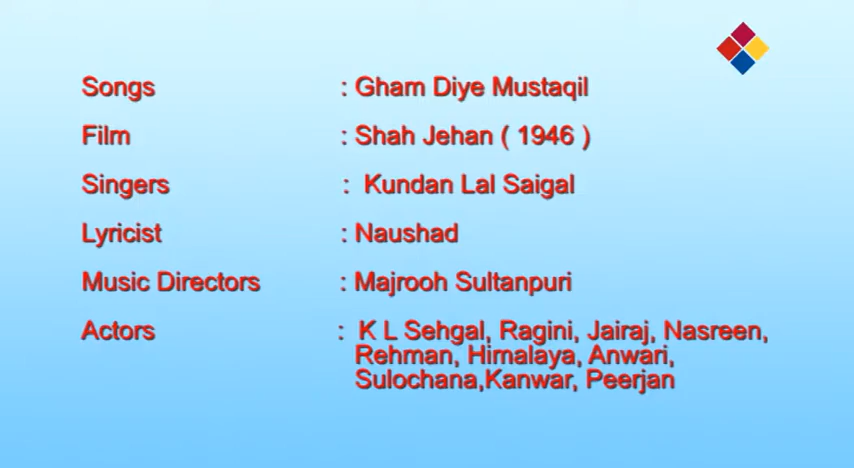 Songs : Gham Diye Mustaqil
Film : Shah Jehan ( 1946 )
Singers : Kundan Lal Saigal
Lyricist : Naushad
Music Directors : Majrooh Sultanpuri
Actors : K L Sehgal, Ragini, Jairaj, Nasreen,
Rehman, Himalaya, Anwari,
Sulochana,Kanwar, Peerjan